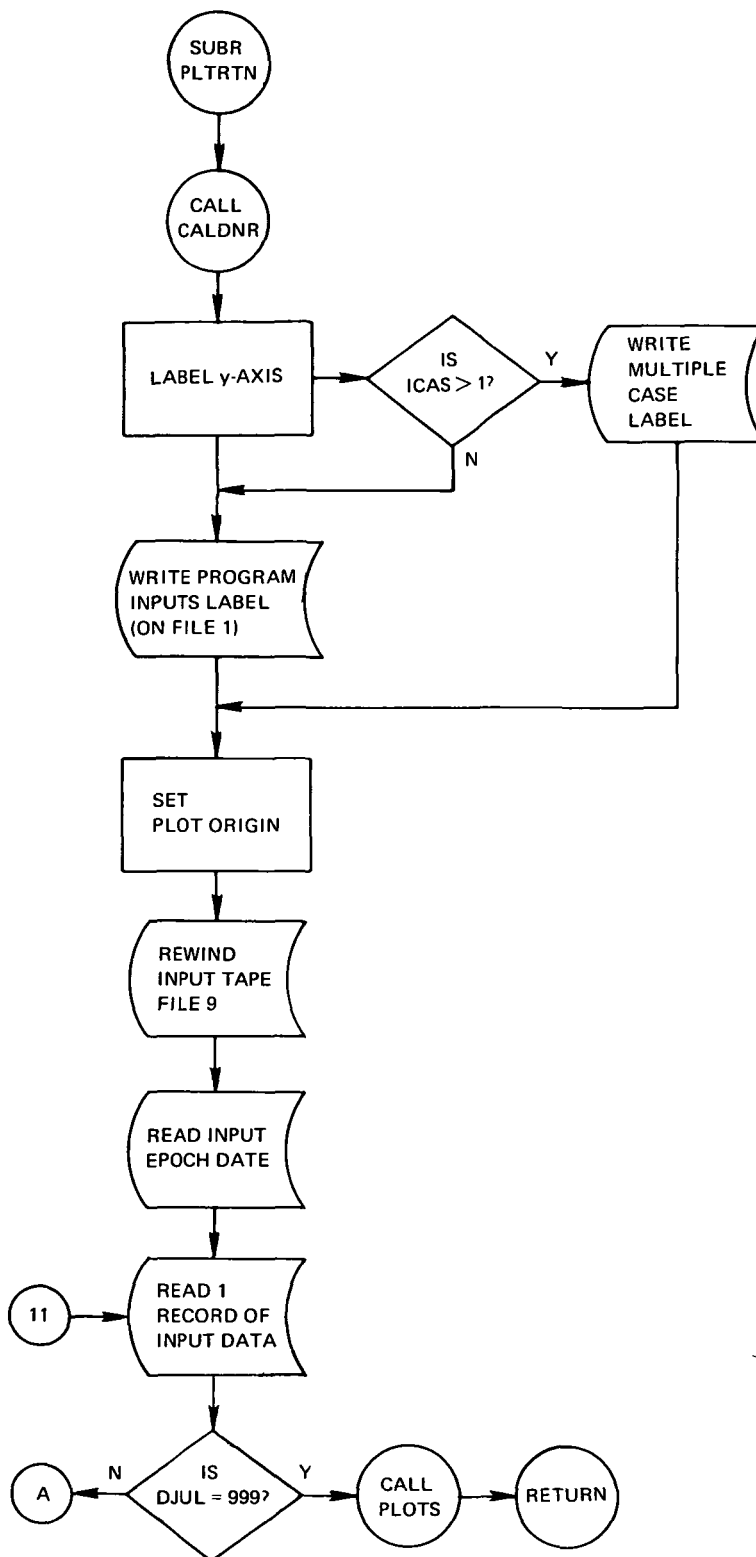 SUBR
PLTRTN
CALL
CALDNR
LABEL y-AXIS
IS
ICAS > 1?
Y
N
WRITE
MULTIPLE
CASE
LABEL
WRITE PROGRAM
INPUTS LABEL
(ON FILE 1)
SET
PLOT ORIGIN
REWIND
INPUT TAPE
FILE 9
READ INPUT
EPOCH DATE
11
READ 1
RECORD OF
INPUT DATA
A
N
IS
DJUL = 999?
Y
CALL
PLOTS
RETURN